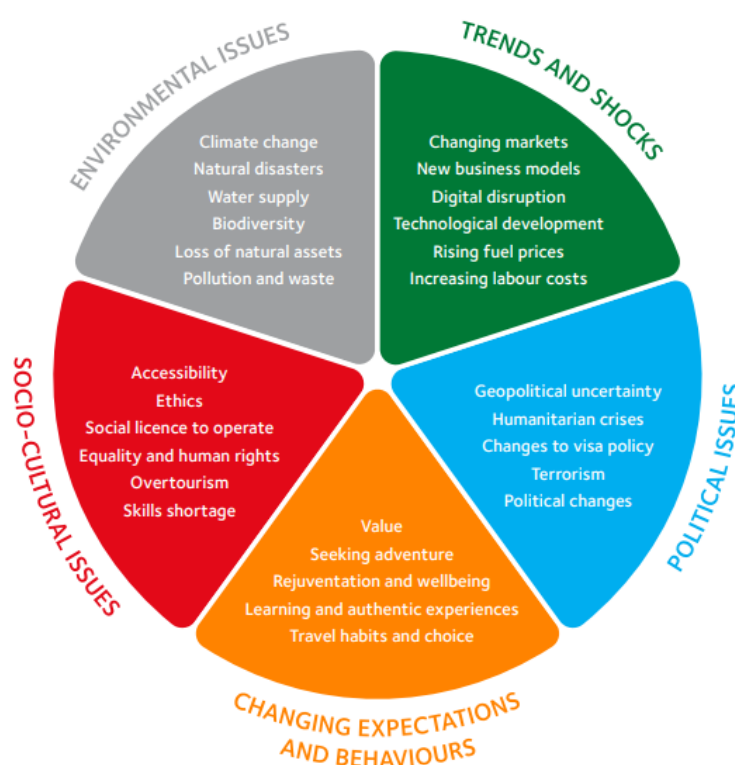 ENVIRONMENTAL ISSUES
Climate change
Natural disasters
Water supply
Biodiversity
Loss of natural assets
Pollution and waste
TRENDS AND SHOCKS
Changing markets
New business models
Digital disruption
Technological development
Rising fuel prices
Increasing labour costs
POLITICAL ISSUES
Geopolitical uncertainty
Humanitarian crises
Changes to visa policy
Terrorism
Political changes
CHANGING EXPECTATIONS
AND BEHAVIOURS
Value
Seeking adventure
Rejuventation and wellbeing
Learning and authentic experiences
Travel habits and choice
SOCIO-CULTURAL ISSUES
Accessibility
Ethics
Social licence to operate
Equality and human rights
Overtourism
Skills shortage